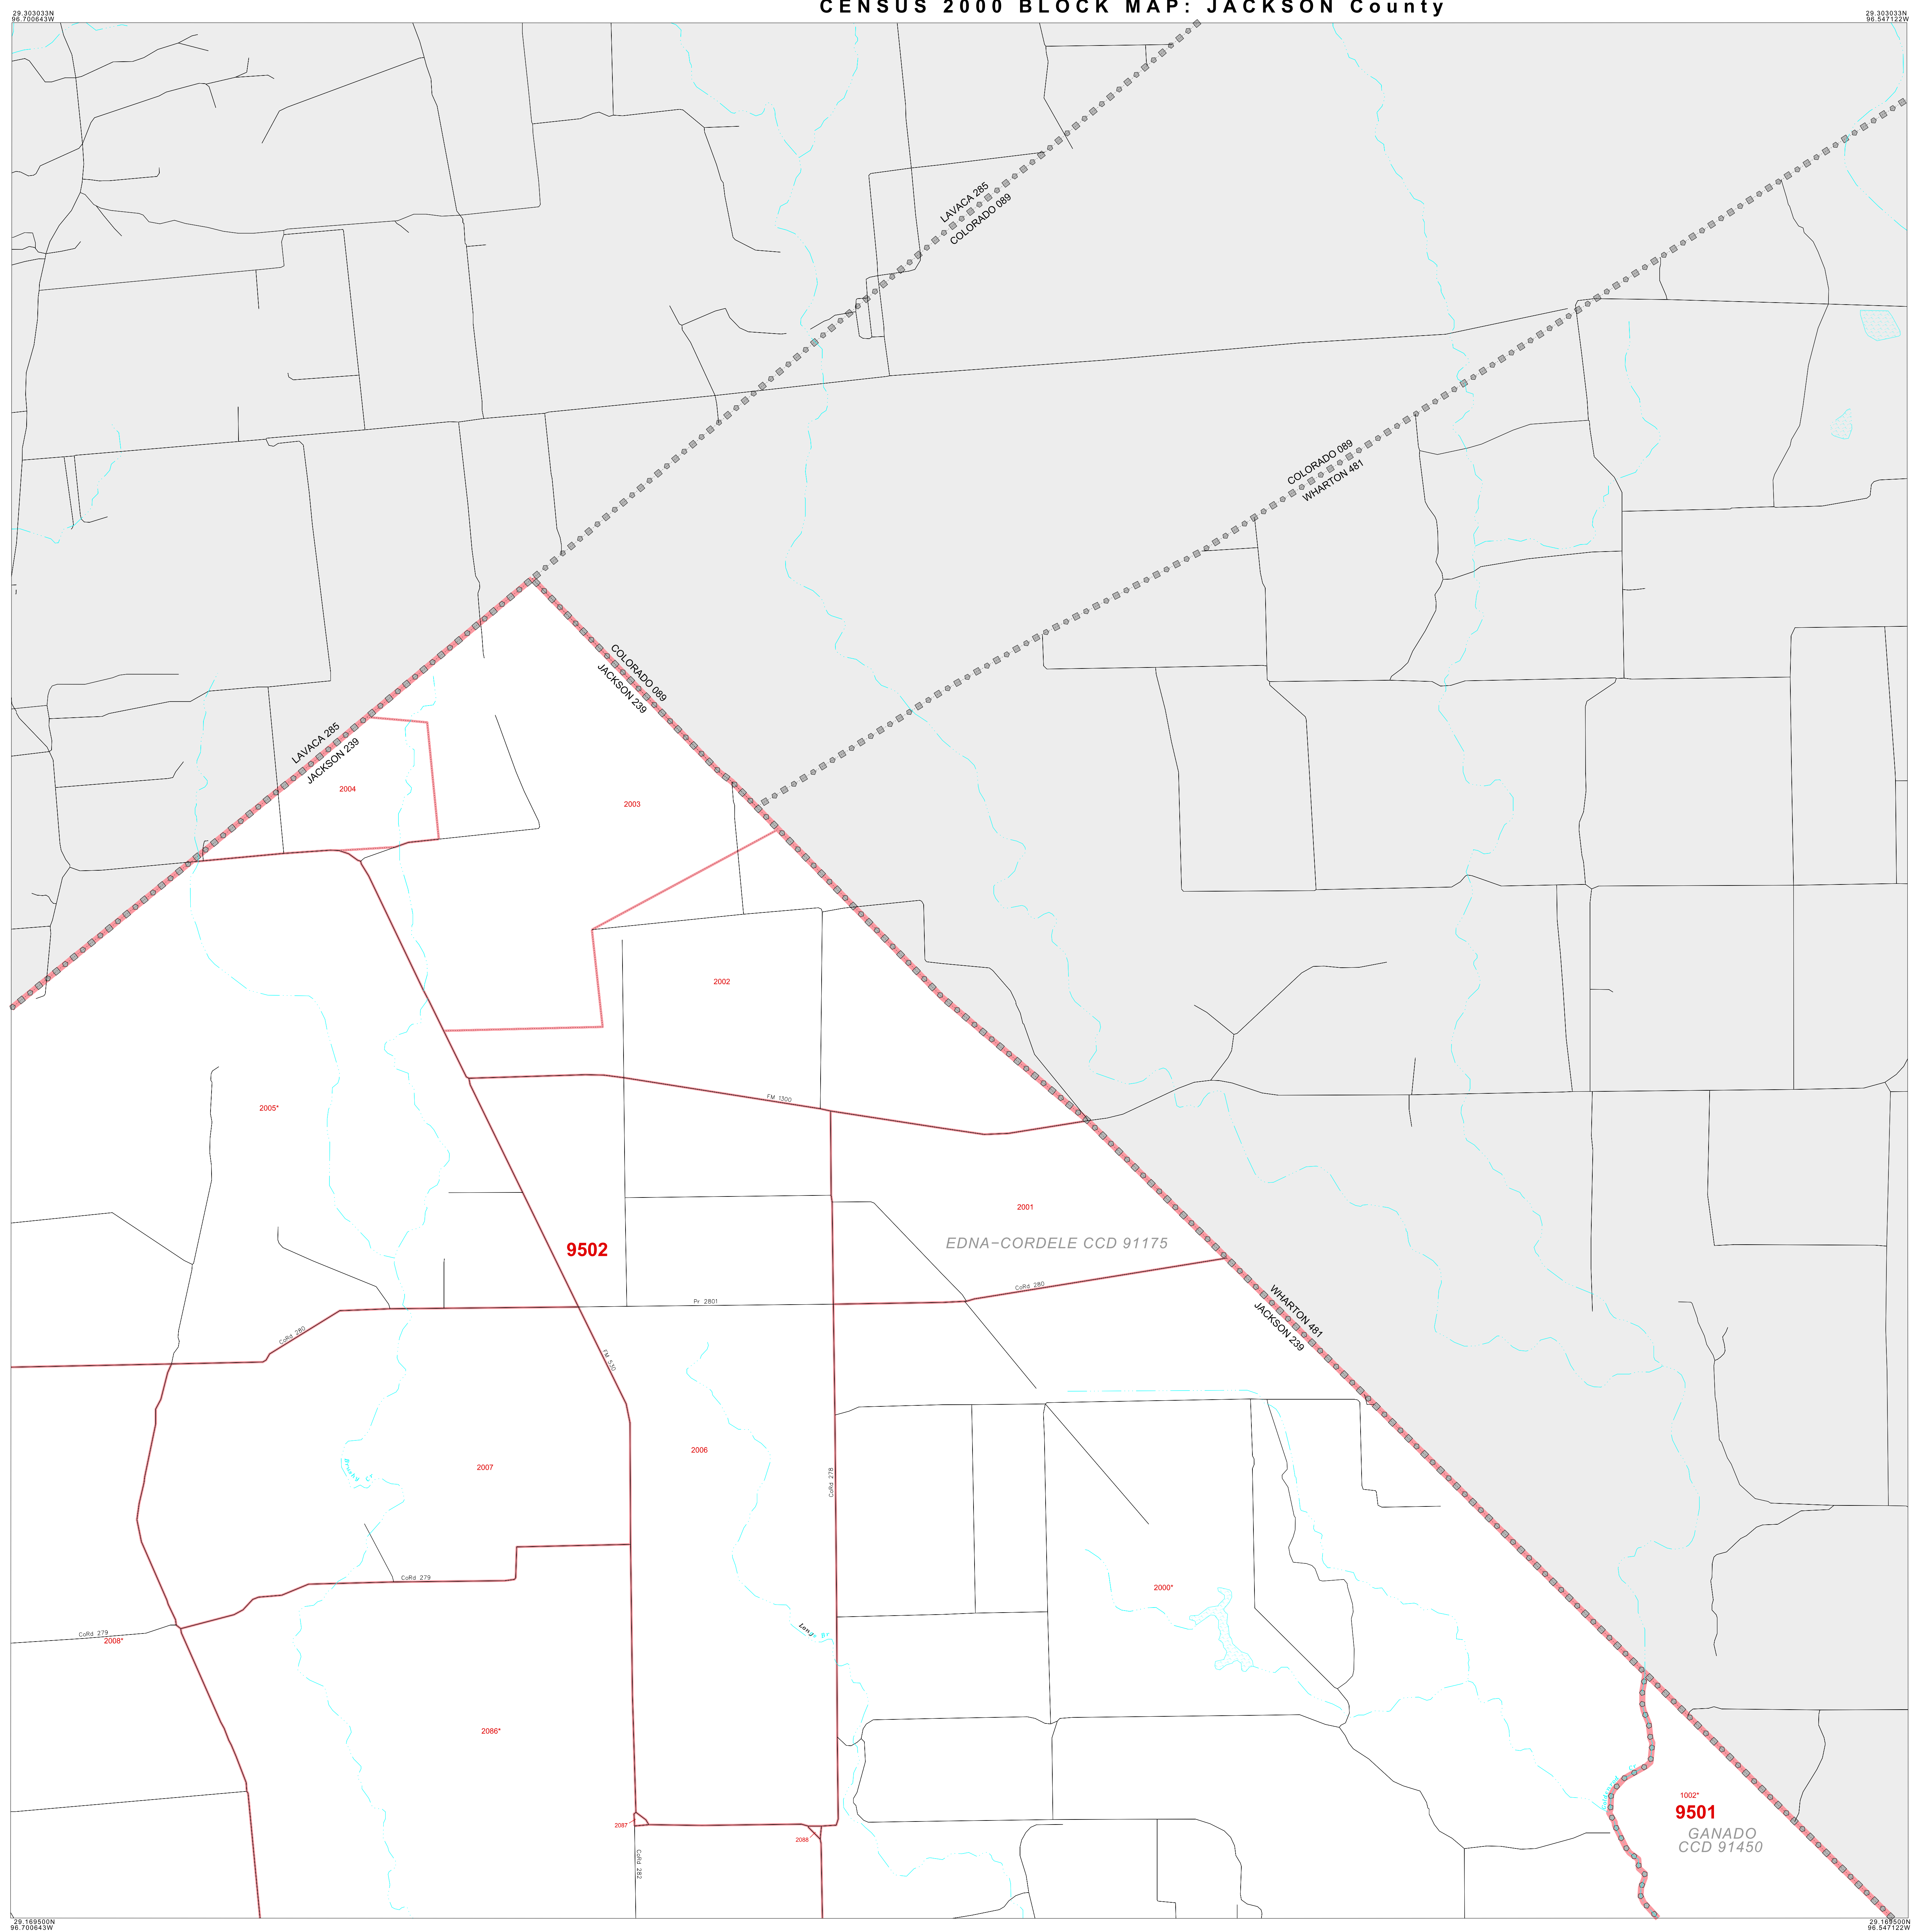 CENSUS 2000 BLOCK MAP: JACKSON County
29.303033N
96.700643W
29.303033N
96.547122W
LAVACA 285
COLORADO 089
COLORADO 089
WHARTON 481
COLORADO 089
JACKSON 239
LAVACA 285
JACKSON 239
2004
2003
2002
2005*
FM 1300
2001
EDNA-CORDELE CCD 91175
9502
CoRd 280
Pr 2801
CoRd 280
WHARTON 481
JACKSON 239
FM 530
2006
2007
CoRd 278
CoRd 279
2000*
CoRd 279
2008*
2086*
1002*
9501
GANADO
CCD 91450
2087
2088
CoRd 282
29.169500N
96.700643W
29.169500N
96.547122W